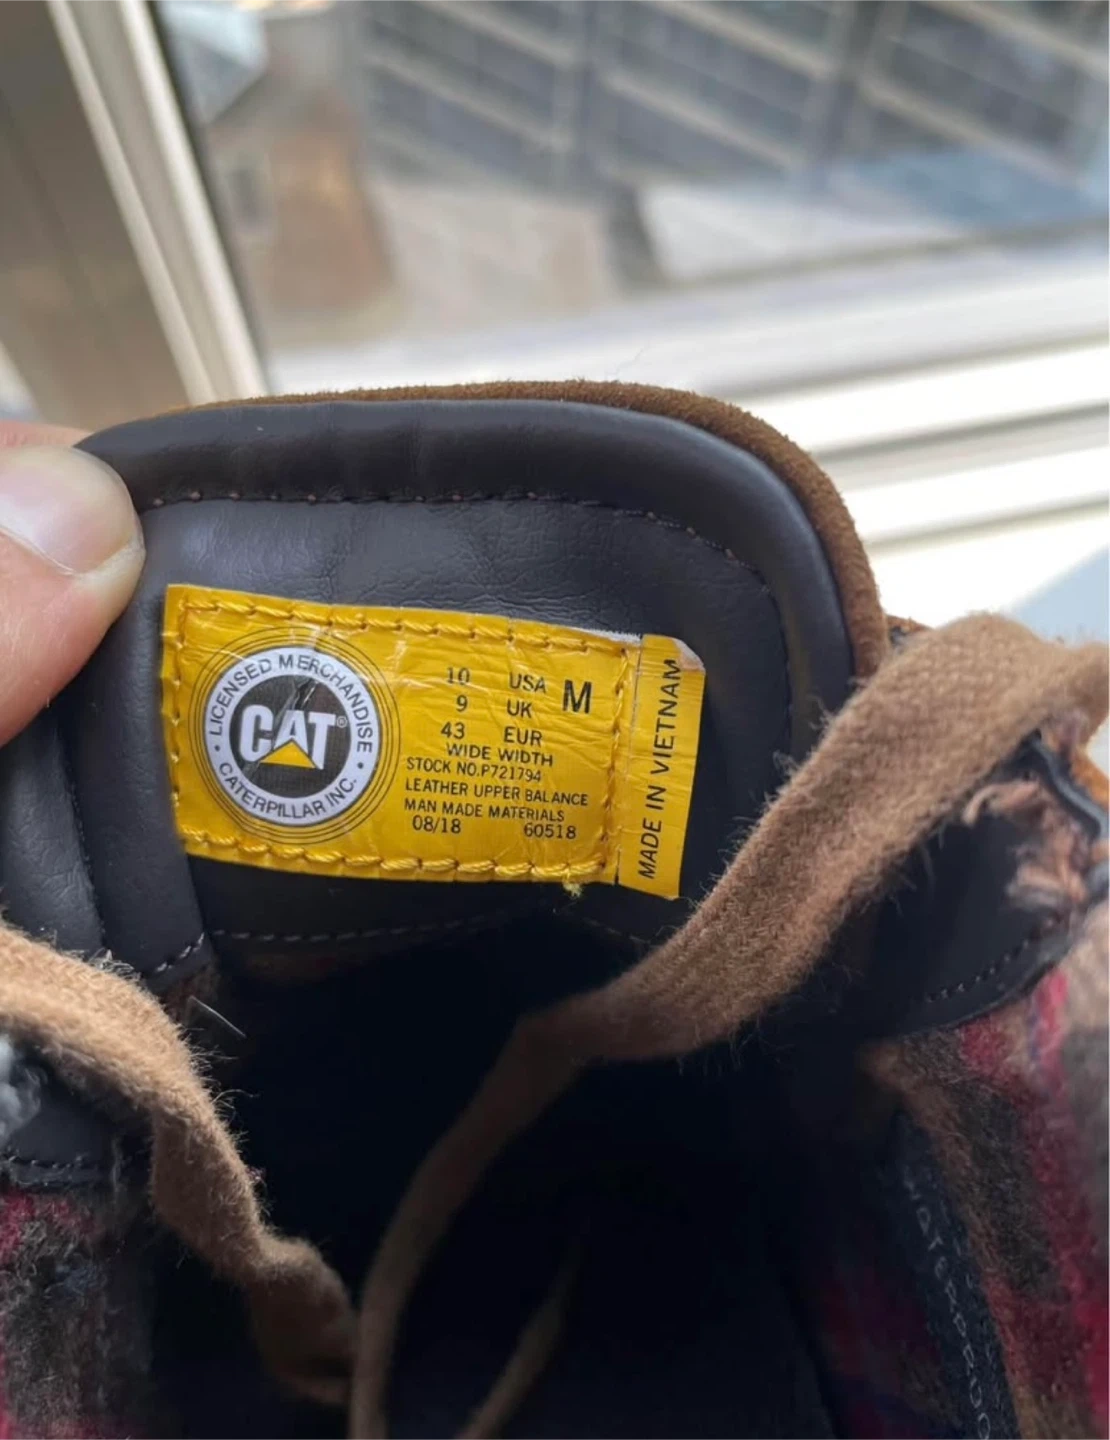 LICENSED MERCHANDISE
CAT®
CATERPILLAR INC.
10 USA M
9 UK
43 EUR
WIDE WIDTH
STOCK NO.P721794
LEATHER UPPER BALANCE
MAN MADE MATERIALS
08/18 60518
MADE IN VIETNAM
WATERPROO